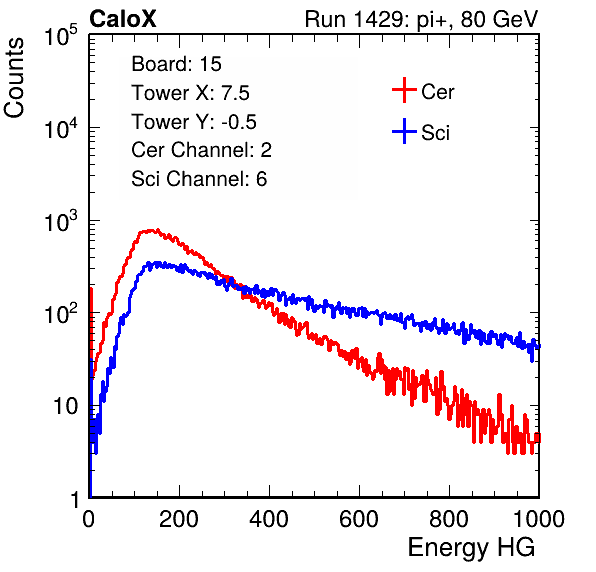 CaloX Run 1429: pi+, 80 GeV
Counts
10^5
10^4
10^3
10^2
10
1
Board: 15
Tower X: 7.5
Tower Y: -0.5
Cer Channel: 2
Sci Channel: 6
Cer
Sci
0 200 400 600 800 1000
Energy HG